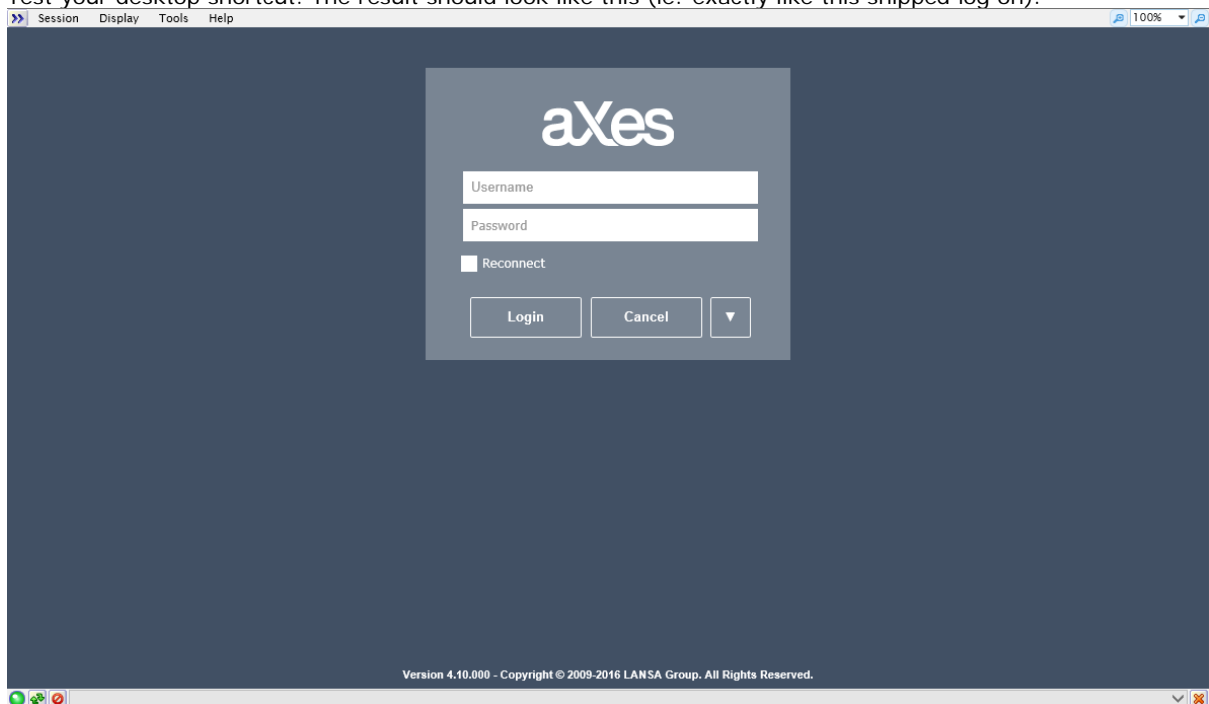 Test your desktop shortcut. The result should look like this (ie. exactly like this shipped log on):
Session Display Tools Help 100%
aXes
Username
Password
Reconnect
Login Cancel
Version 4.10.000 - Copyright © 2009-2016 LANSA Group. All Rights Reserved.